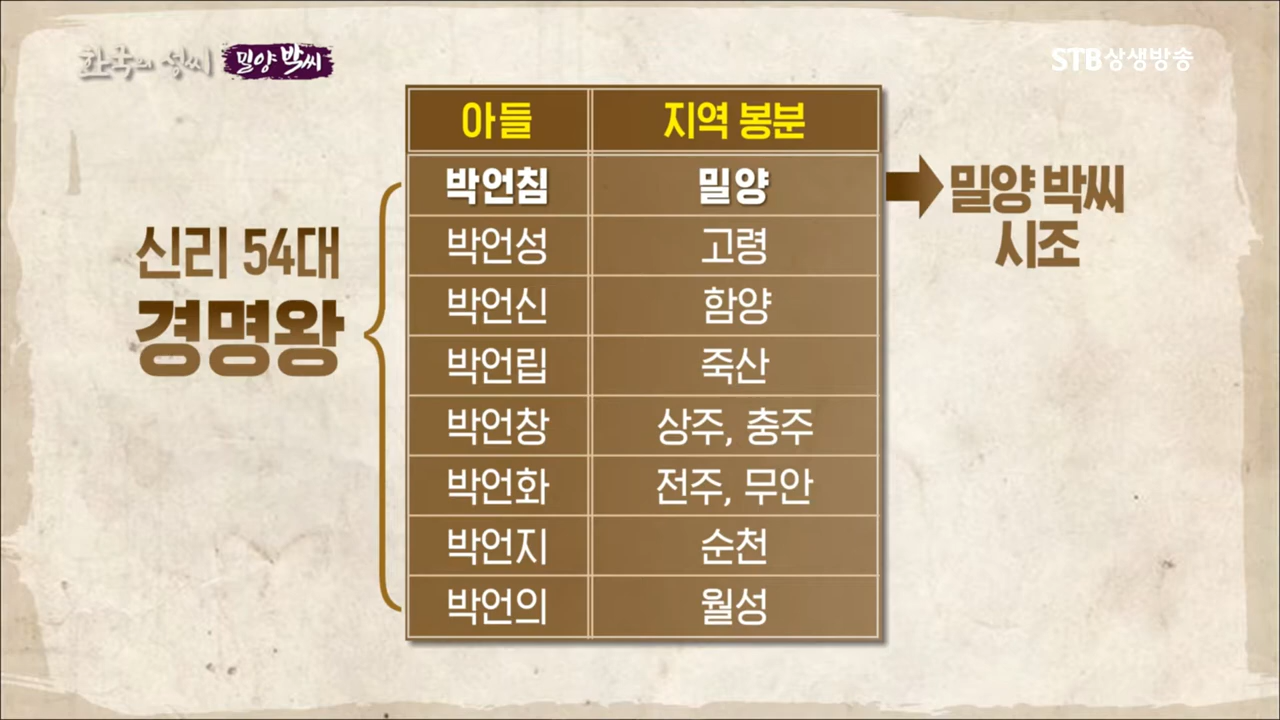 한국의 성씨 밀양 박씨
STB상생방송
아들 지역 봉분
박언침 밀양
박언성 고령
박언신 함양
박언립 죽산
박언창 상주, 충주
박언화 전주, 무안
박언지 순천
박언의 월성
신리 54대
경명왕
밀양 박씨
시조